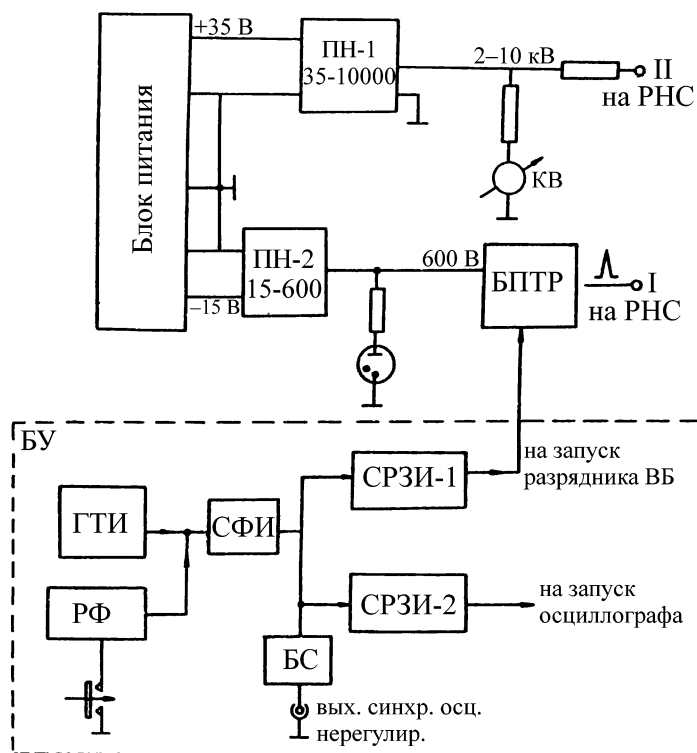 +35 В
ПН-1
35-10000
2–10 кВ
II
на РНС
Блок питания
КВ
ПН-2
15-600
–15 В
600 В
БПТР
I
на РНС
БУ
на запуск
разрядника ВБ
СРЗИ-1
ГТИ
СФИ
РФ
СРЗИ-2
на запуск
осциллографа
БС
вых. синхр. осц.
нерегулир.